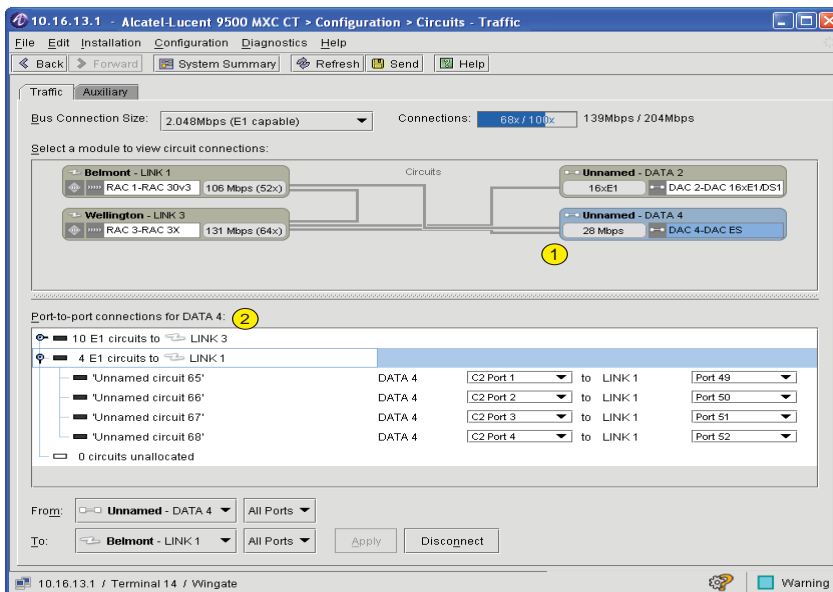 10.16.13.1 - Alcatel-Lucent 9500 MXC CT > Configuration > Circuits - Traffic
File Edit Installation Configuration Diagnostics Help
Back Forward System Summary Refresh Send Help
Traffic Auxiliary
Bus Connection Size: 2.048Mbps (E1 capable) Connections: 68x / 100x 139Mbps / 204Mbps
Select a module to view circuit connections:
Belmont - LINK 1 Circuits Unnamed - DATA 2
RAC 1-RAC 30v3 106 Mbps (52x) 16xE1 DAC 2-DAC 16xE1/DS1
Wellington - LINK 3 Unnamed - DATA 4
RAC 3-RAC 3X 131 Mbps (64x) 28 Mbps DAC 4-DAC ES
1
Port-to-port connections for DATA 4: 2
10 E1 circuits to LINK 3
4 E1 circuits to LINK 1
'Unnamed circuit 65' DATA 4 C2 Port 1 to LINK 1 Port 49
'Unnamed circuit 66' DATA 4 C2 Port 2 to LINK 1 Port 50
'Unnamed circuit 67' DATA 4 C2 Port 3 to LINK 1 Port 51
'Unnamed circuit 68' DATA 4 C2 Port 4 to LINK 1 Port 52
0 circuits unallocated
From: Unnamed - DATA 4 All Ports
To: Belmont - LINK 1 All Ports Apply Disconnect
10.16.13.1 / Terminal 14 / Wingate Warning